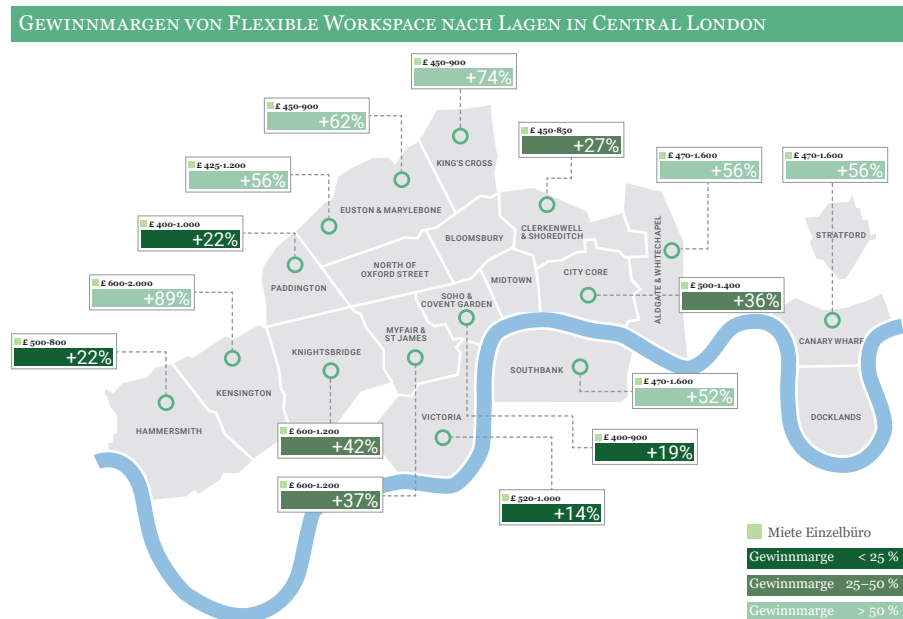 GEWINNMARGEN VON FLEXIBLE WORKSPACE NACH LAGEN IN CENTRAL LONDON
£ 450-900
+74%
£ 450-900
+62%
£ 450-850
+27%
£ 425-1.200
+56%
£ 470-1.600
+56%
£ 470-1.600
+56%
KING'S CROSS
£ 400-1.000
+22%
EUSTON & MARYLEBONE
CLERKENWELL
& SHOREDITCH
BLOOMSBURY
STRATFORD
ALDGATE & WHITECHAPEL
NORTH OF
OXFORD STREET
PADDINGTON
MIDTOWN
CITY CORE
£ 600-2.000
+89%
£ 500-1.400
+36%
SOHO &
COVENT GARDEN
£ 500-800
+22%
MYFAIR &
ST JAMES
KNIGHTSBRIDGE
CANARY WHARF
SOUTHBANK
KENSINGTON
£ 470-1.600
+52%
VICTORIA
DOCKLANDS
HAMMERSMITH
£ 600-1.200
+42%
£ 400-900
+19%
£ 600-1.200
+37%
£ 520-1.000
+14%
Miete Einzelbüro
Gewinnmarge < 25 %
Gewinnmarge 25–50 %
Gewinnmarge > 50 %